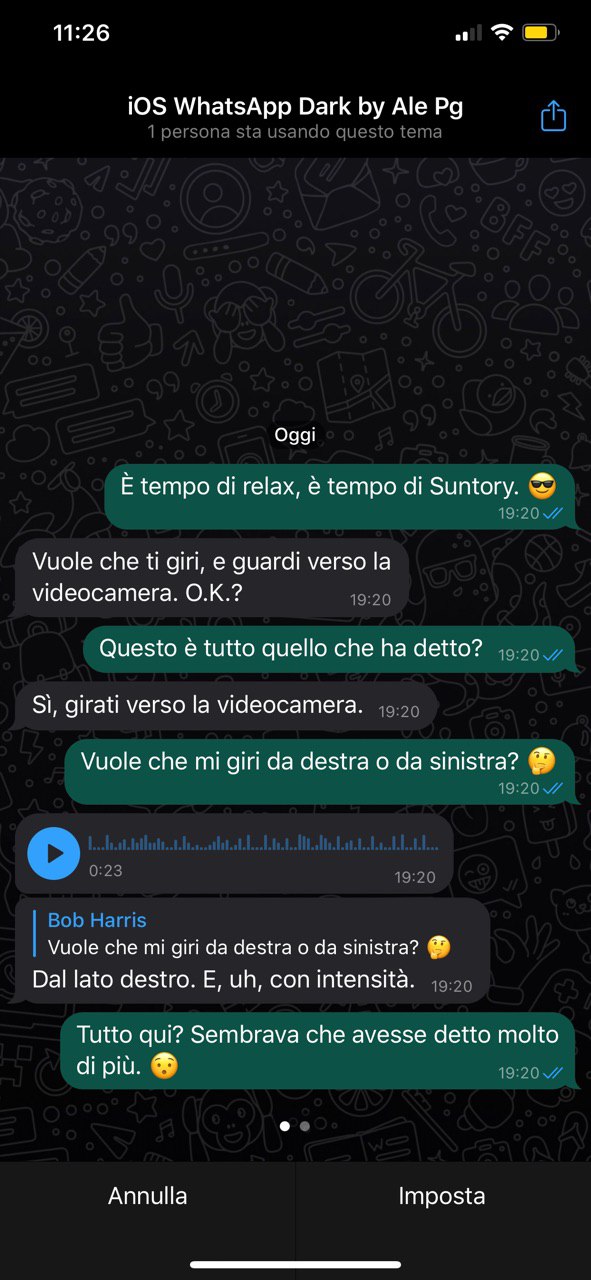 11:26
iOS WhatsApp Dark by Ale Pg
1 persona sta usando questo tema
BFF
Oggi
È tempo di relax, è tempo di Suntory. 😎
19:20
Vuole che ti giri, e guardi verso la
videocamera. O.K.?
19:20
Questo è tutto quello che ha detto?
19:20
Sì, girati verso la videocamera.
19:20
Vuole che mi giri da destra o da sinistra? 🤔
19:20
0:23
19:20
Bob Harris
Vuole che mi giri da destra o da sinistra? 🤔
Dal lato destro. E, uh, con intensità.
19:20
Tutto qui? Sembrava che avesse detto molto
di più. 😯
19:20
Annulla
Imposta